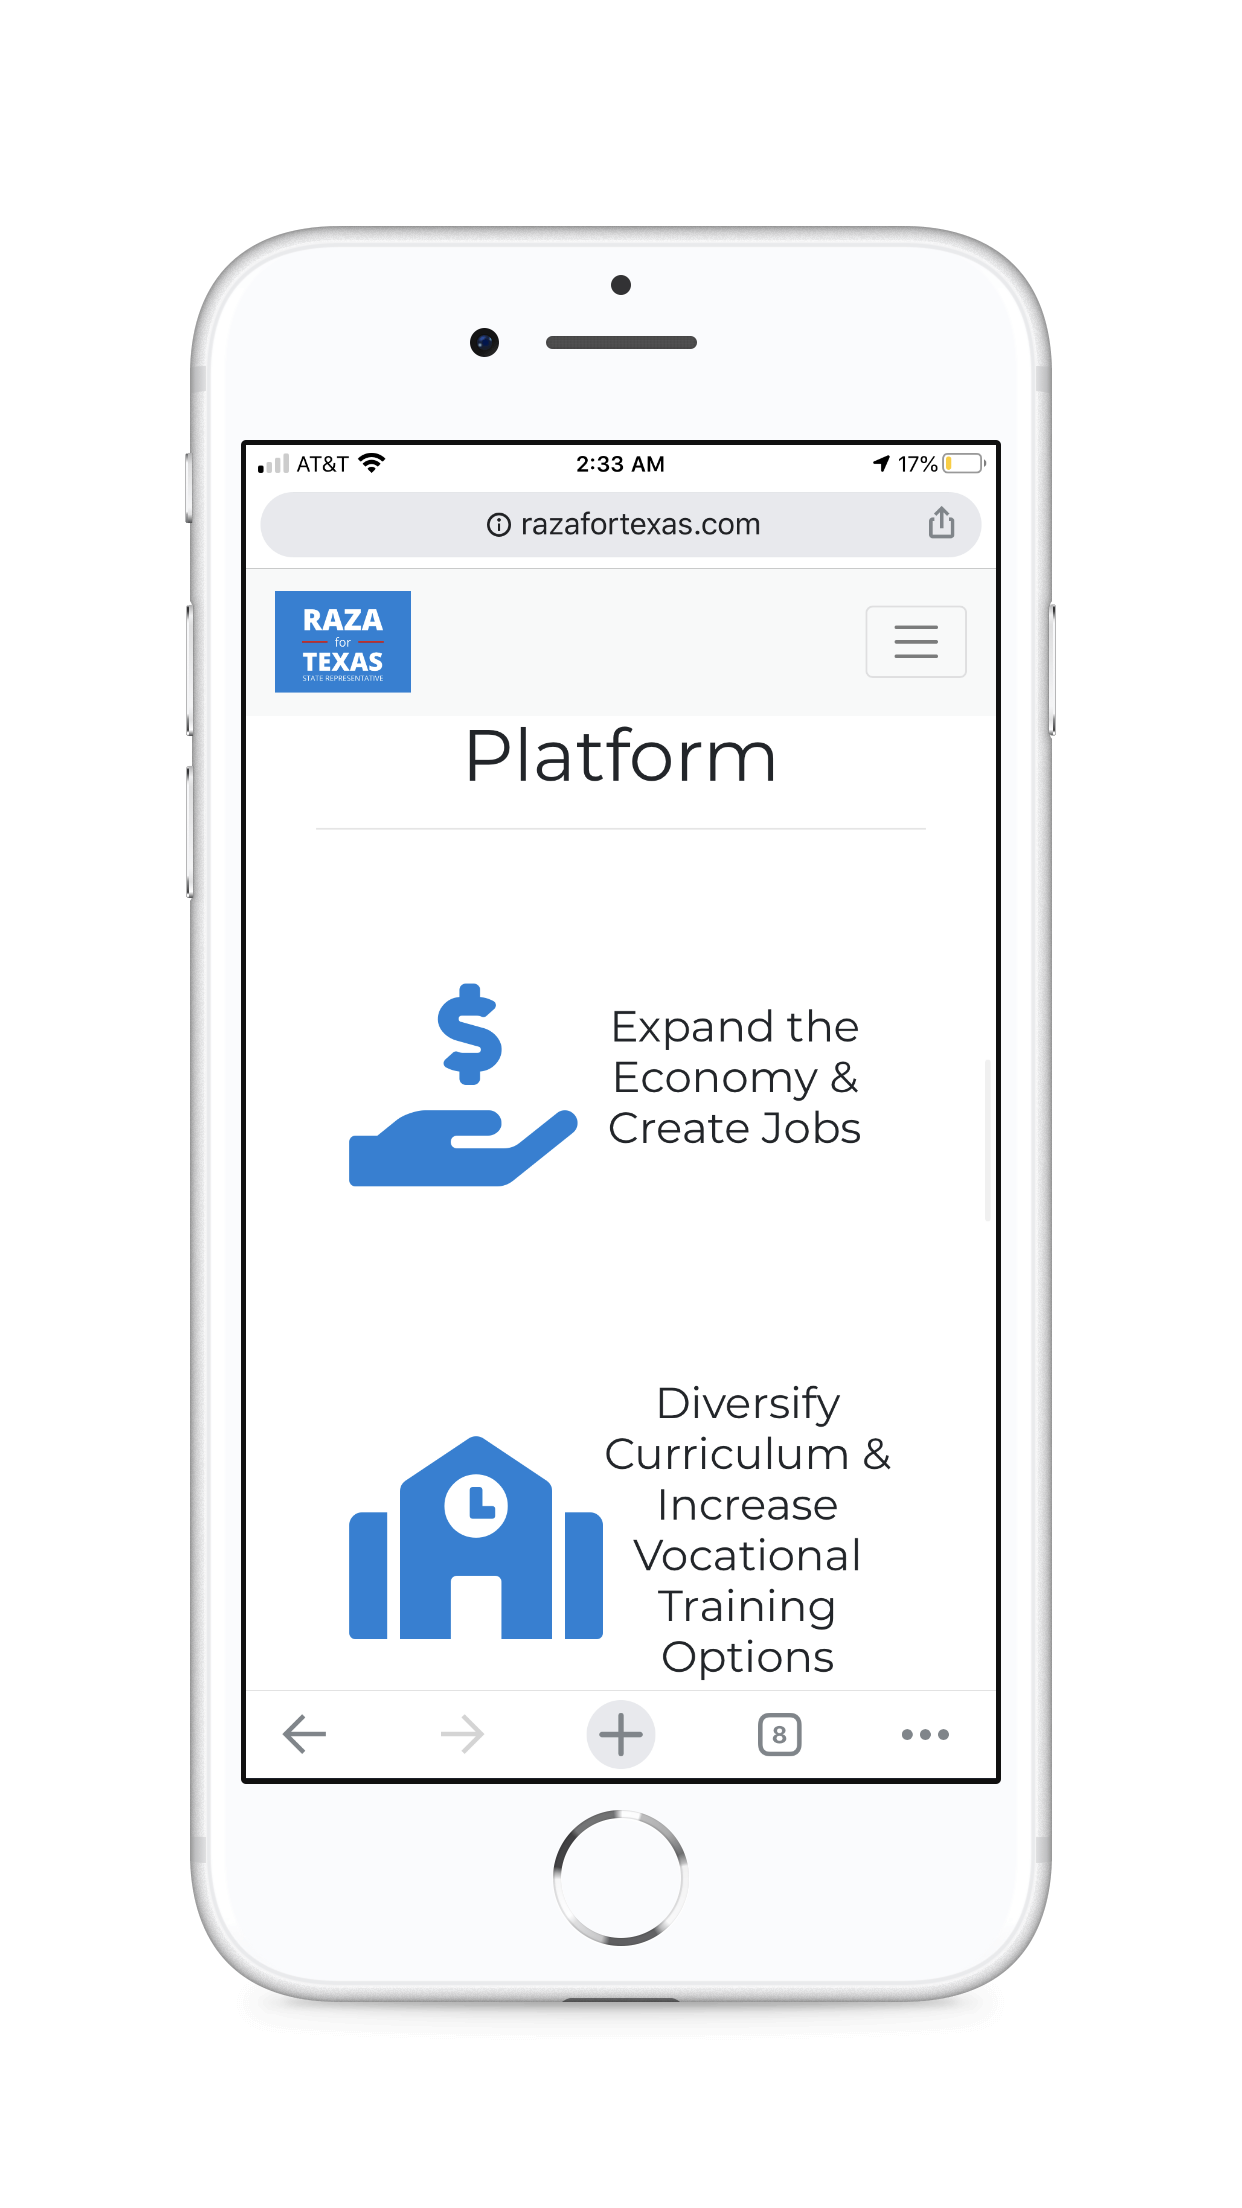 AT&T 2:33 AM 17%
razafortexas.com
RAZA
for
TEXAS
STATE REPRESENTATIVE
Platform
$
Expand the
Economy &
Create Jobs
Diversify
Curriculum &
Increase
Vocational
Training
Options
8